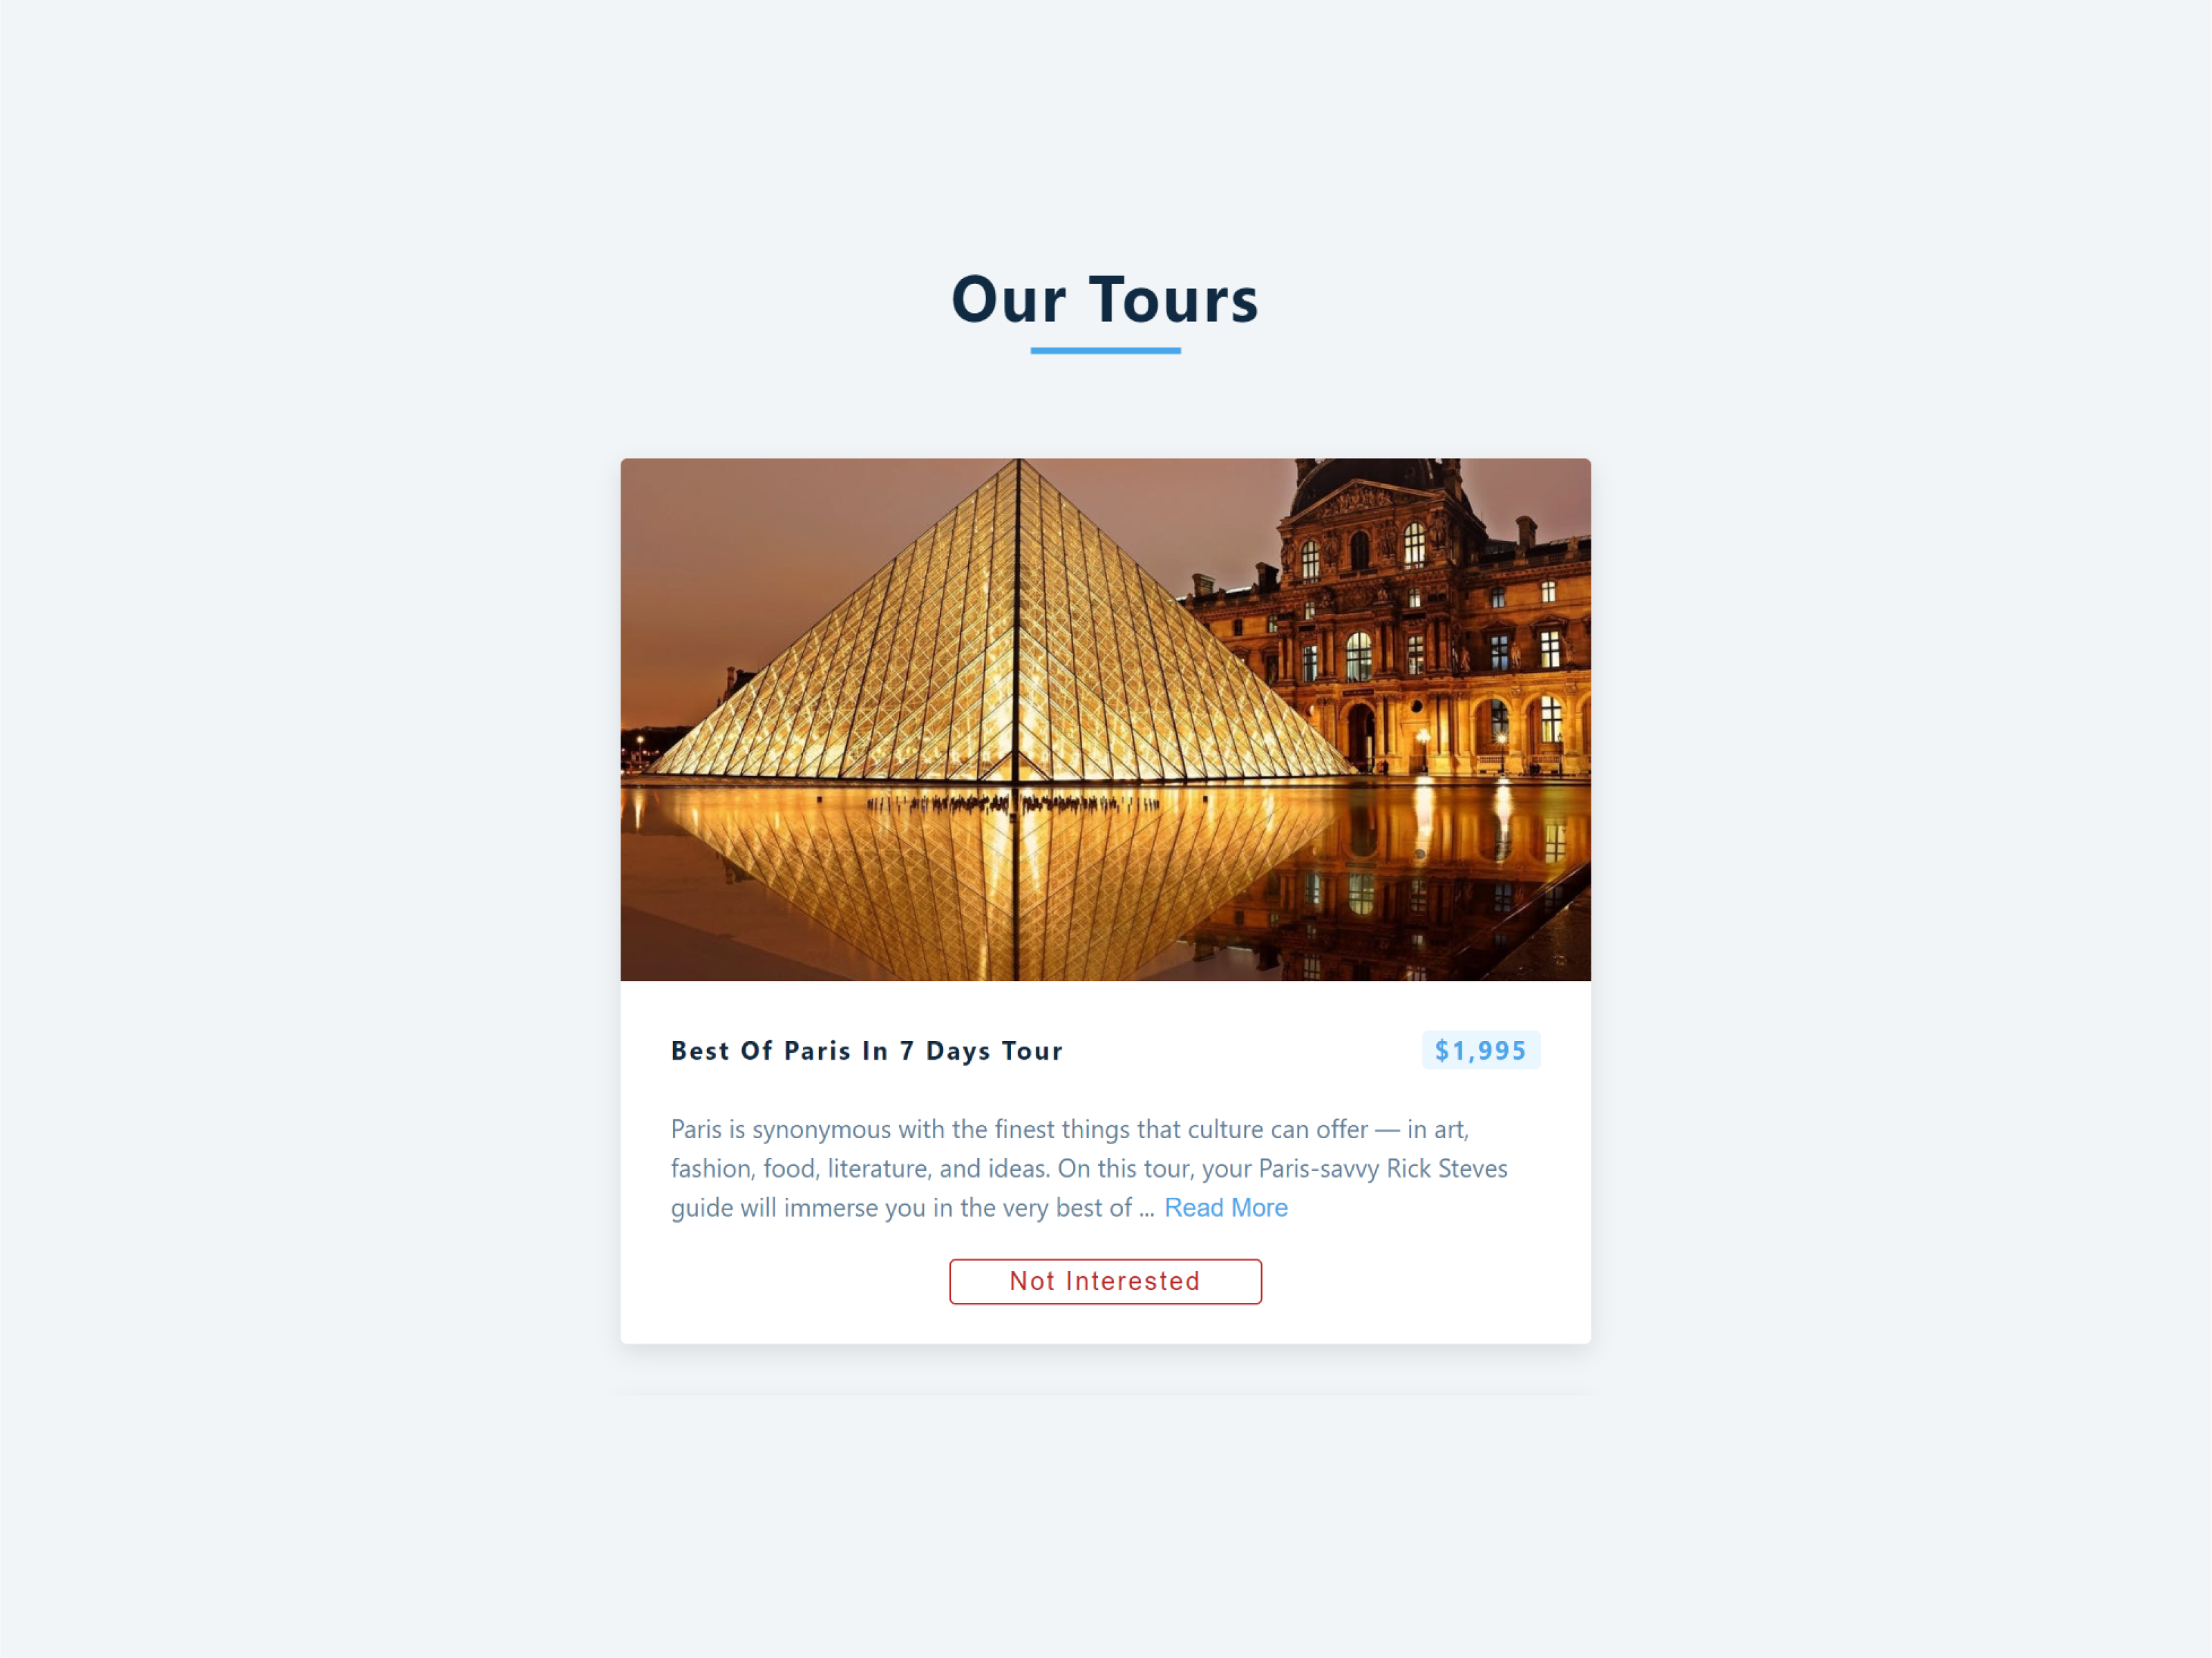 Our Tours
Best Of Paris In 7 Days Tour
$1,995
Paris is synonymous with the finest things that culture can offer — in art,
fashion, food, literature, and ideas. On this tour, your Paris-savvy Rick Steves
guide will immerse you in the very best of ... Read More
Not Interested